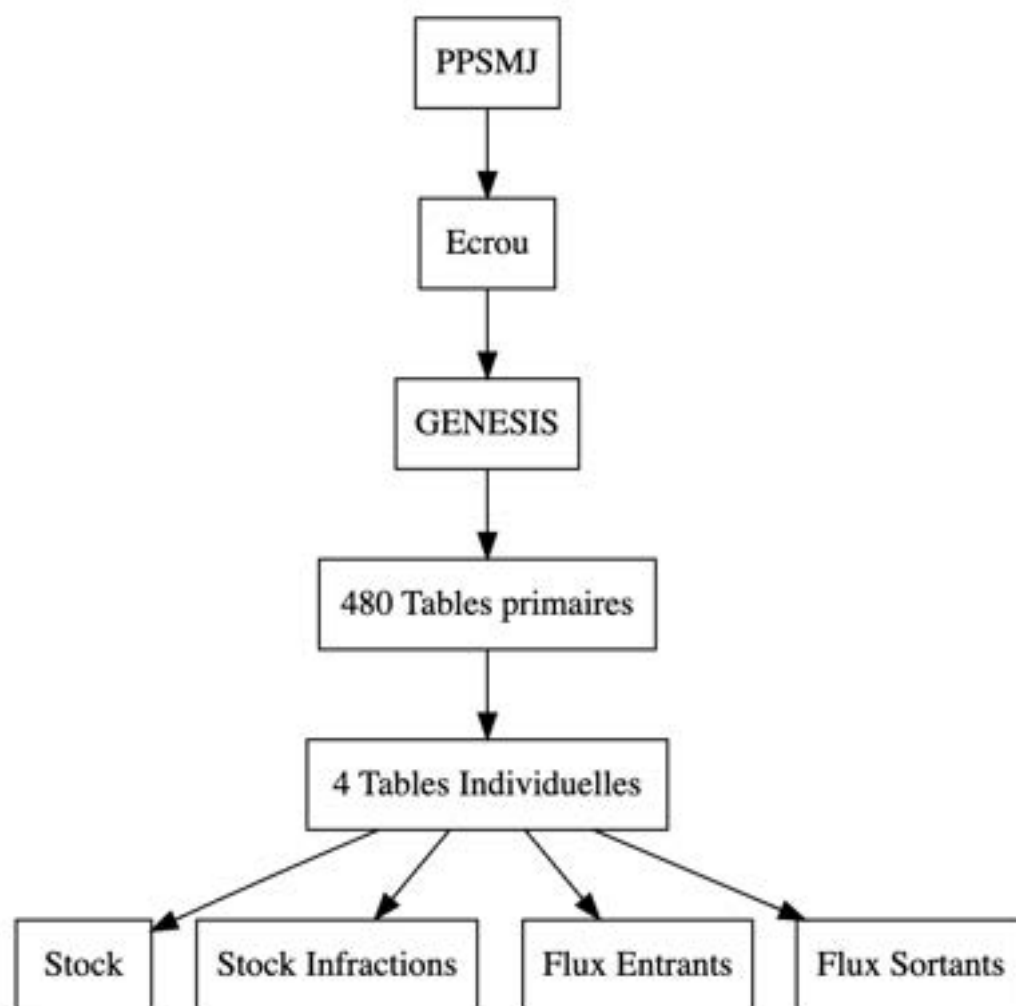 PPSMJ
Ecrou
GENESIS
480 Tables primaires
4 Tables Individuelles
Stock
Stock Infractions
Flux Entrants
Flux Sortants